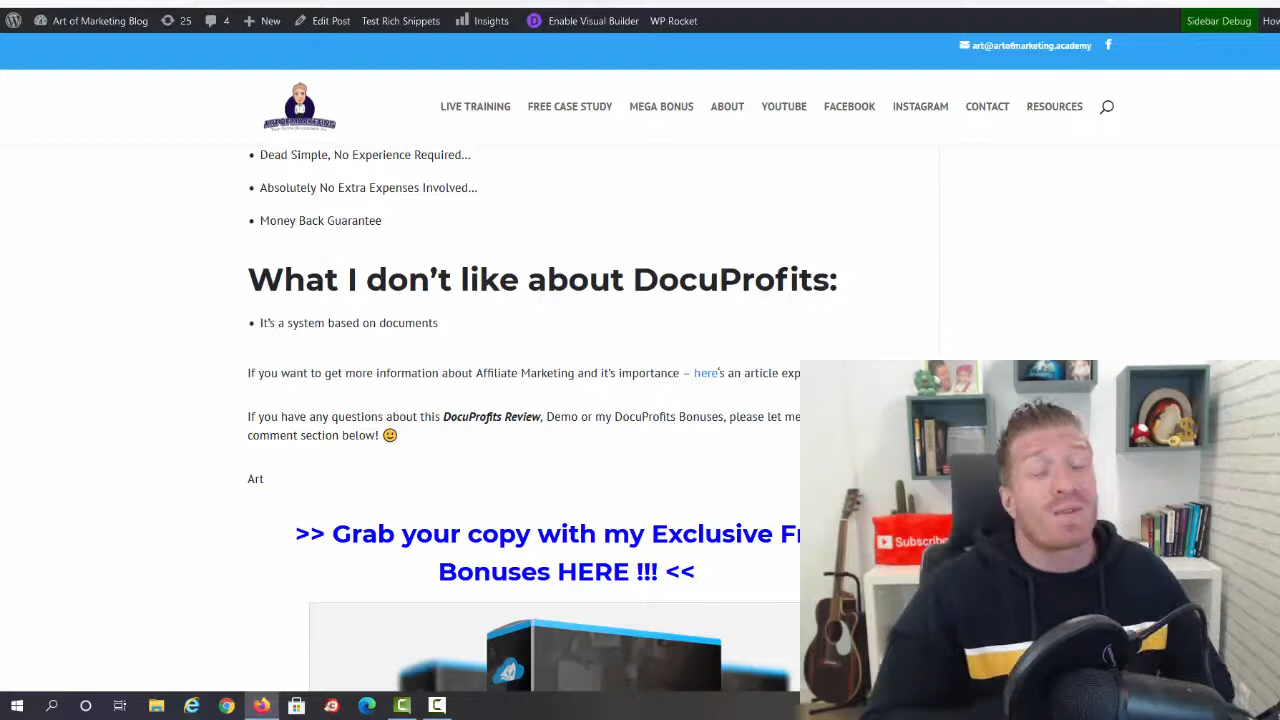 Art of Marketing Blog 25 4 New Edit Post Test Rich Snippets Insights D Enable Visual Builder WP Rocket Sidebar Debug How
art@artofmarketing.academy
ART OF MARKETING
LIVE TRAINING FREE CASE STUDY MEGA BONUS ABOUT YOUTUBE FACEBOOK INSTAGRAM CONTACT RESOURCES
• Dead Simple, No Experience Required...
• Absolutely No Extra Expenses Involved...
• Money Back Guarantee
What I don’t like about DocuProfits:
• It’s a system based on documents
If you want to get more information about Affiliate Marketing and it’s importance – here’s an article exp
If you have any questions about this DocuProfits Review, Demo or my DocuProfits Bonuses, please let me
comment section below!
Art
>> Grab your copy with my Exclusive Fr
Bonuses HERE !!! <<
Subscribe